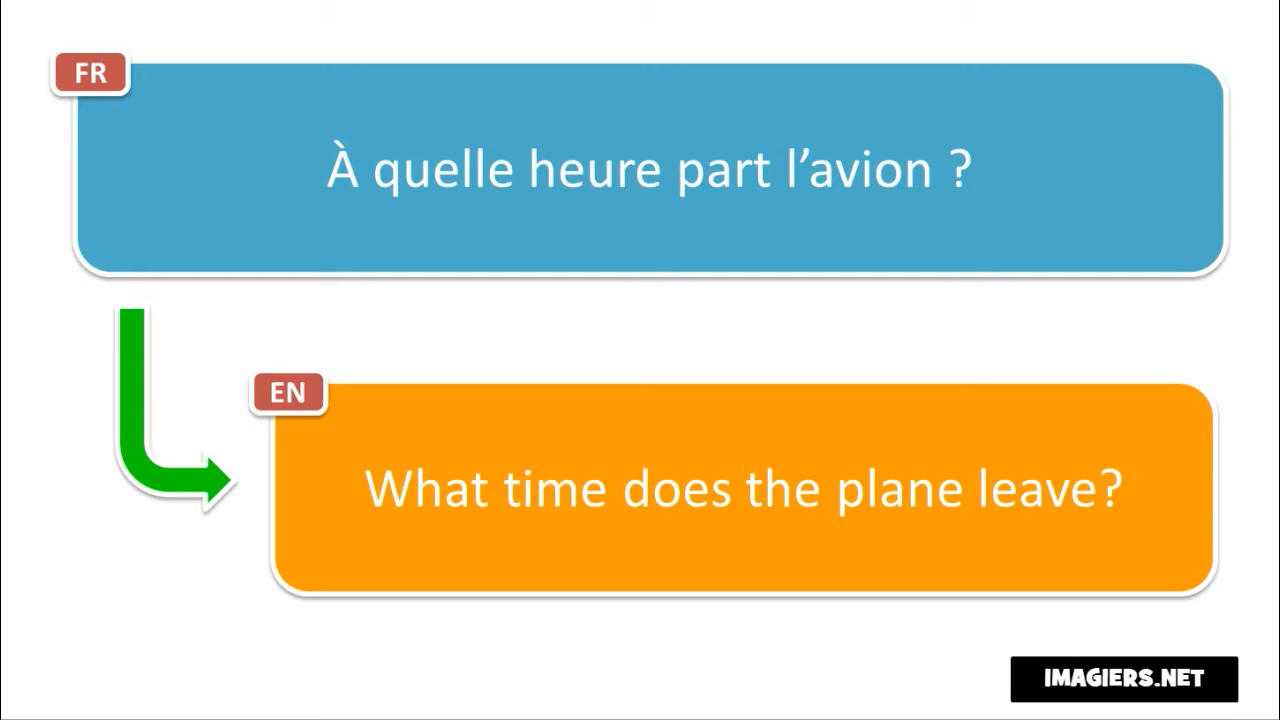 FR
À quelle heure part l’avion ?
EN
What time does the plane leave?
IMAGIERS.NET